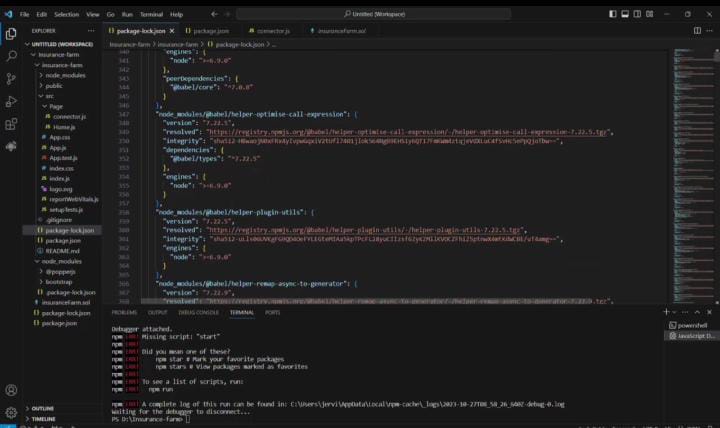 File Edit Selection View Go Run Terminal Help
Untitled (Workspace)
EXPLORER
package-lock.json
package.json
connector.js
insuranceFarm.sol
UNTITLED (WORKSPACE)
Insurance-farm > insurance-farm > package-lock.json > ...
Insurance-farm
insurance-farm
node_modules
public
src
Page
connector.js
Home.js
App.css
App.js
App.test.js
index.css
index.js
logo.svg
reportWebVitals.js
setupTests.js
.gitignore
package-lock.json
package.json
README.md
node_modules
@popperjs
bootstrap
.package-lock.json
insuranceFarm.sol
package-lock.json
package.json
OUTLINE
TIMELINE
340 "engines": {
341 "node": ">=6.9.0"
342 },
343 "peerDependencies": {
344 "@babel/core": "^7.0.0"
345 }
346 },
347 "node_modules/@babel/helper-optimise-call-expression": {
348 "version": "7.22.5",
349 "resolved": "https://registry.npmjs.org/@babel/helper-optimise-call-expression/-/helper-optimise-call-expression-7.22.5.tgz",
350 "integrity":
351 "dependencies": {
352 "@babel/types": "^7.22.5"
353 },
354 "engines": {
355 "node": ">=6.9.0"
356 }
357 },
358 "node_modules/@babel/helper-plugin-utils": {
359 "version": "7.22.5",
360 "resolved": "https://registry.npmjs.org/@babel/helper-plugin-utils/-/helper-plugin-utils-7.22.5.tgz",
361 "integrity":
362 "engines": {
363 "node": ">=6.9.0"
364 }
365 },
366 "node_modules/@babel/helper-remap-async-to-generator": {
367 "version": "7.22.9",
368 "resolved": "https://registry.npmjs.org/@babel/helper-remap-async-to-generator/-/helper-remap-async-to-generator-7.22.9.tgz",
PROBLEMS OUTPUT DEBUG CONSOLE TERMINAL PORTS
powershell
JavaScript D...
Debugger attached.
npm ERR! Missing script: "start"
npm ERR!
npm ERR! Did you mean one of these?
npm ERR! npm star # Mark your favorite packages
npm ERR! npm stars # View packages marked as favorites
npm ERR!
npm ERR! To see a list of scripts, run:
npm ERR! npm run
npm ERR! A complete log of this run can be found in: C:\Users\jervi\AppData\Local\npm-cache\_logs\2023-10-27T08_58_26_640Z-debug-0.log
Waiting for the debugger to disconnect...
PS D:\Insurance-farm>